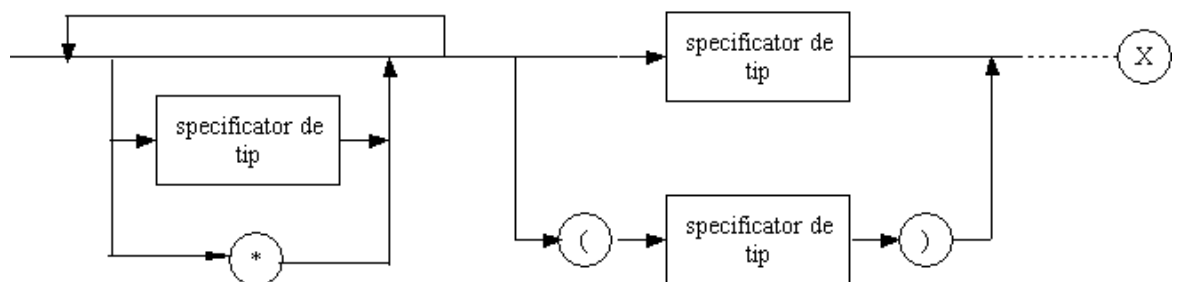 specificator de
tip
X
specificator de
tip
*
(
specificator de
tip
)